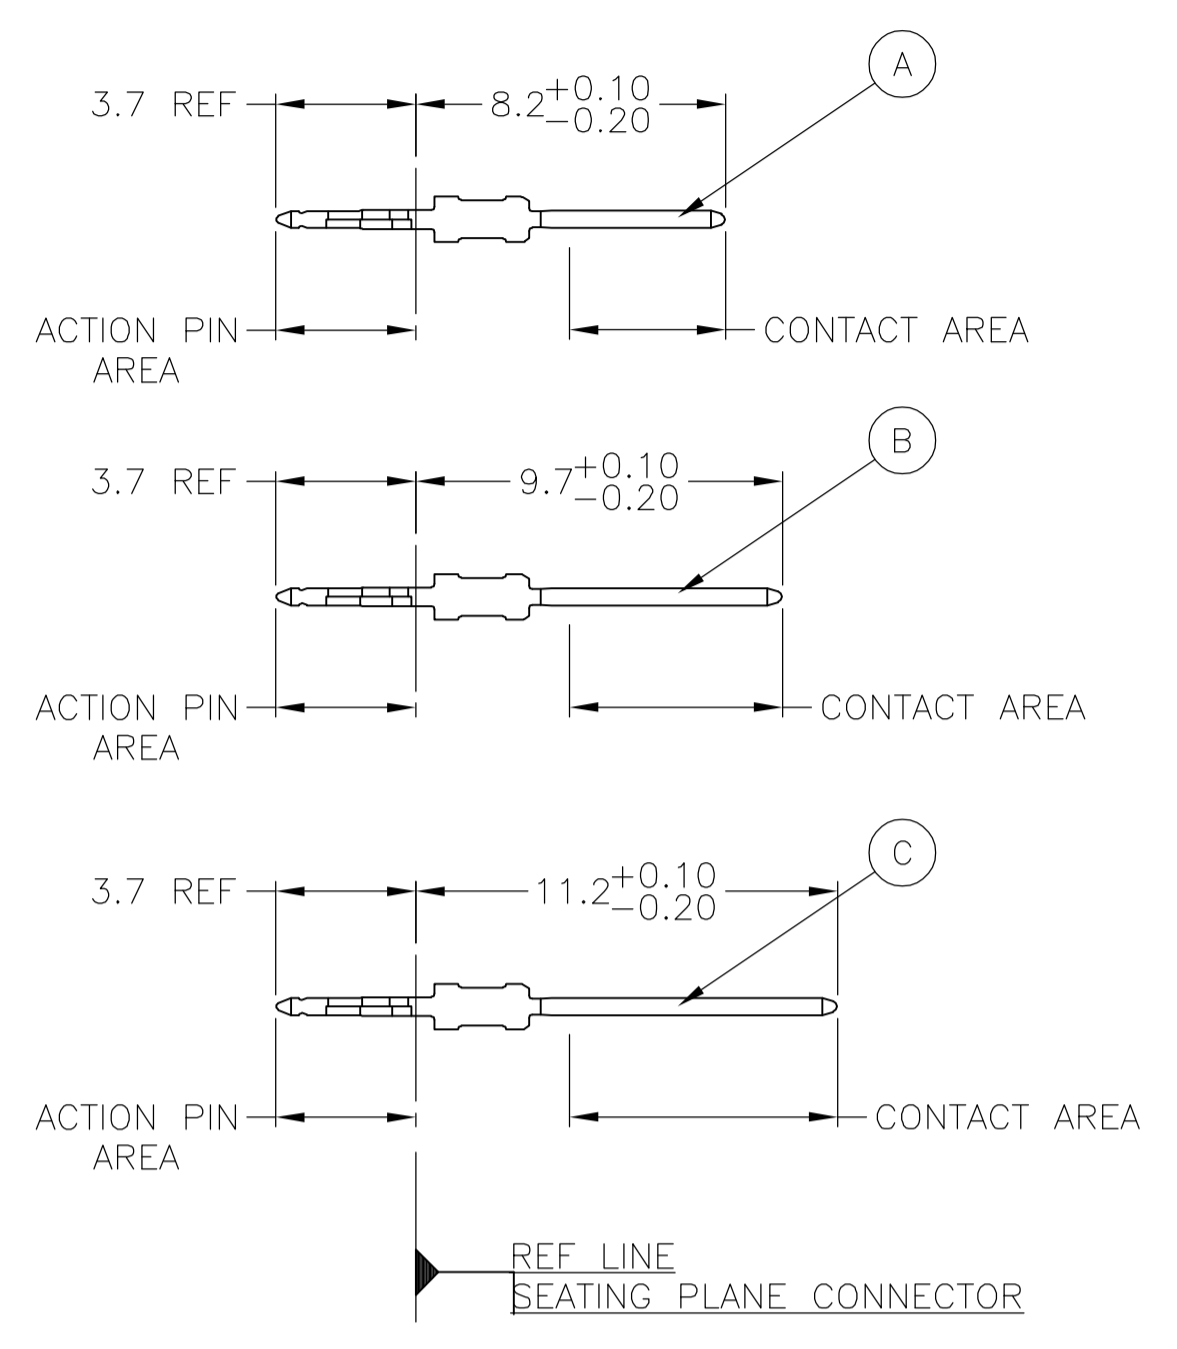 A
3.7 REF
8.2 +0.10 -0.20
ACTION PIN
AREA
CONTACT AREA
B
3.7 REF
9.7 +0.10 -0.20
ACTION PIN
AREA
CONTACT AREA
C
3.7 REF
11.2 +0.10 -0.20
ACTION PIN
AREA
CONTACT AREA
REF LINE
SEATING PLANE CONNECTOR